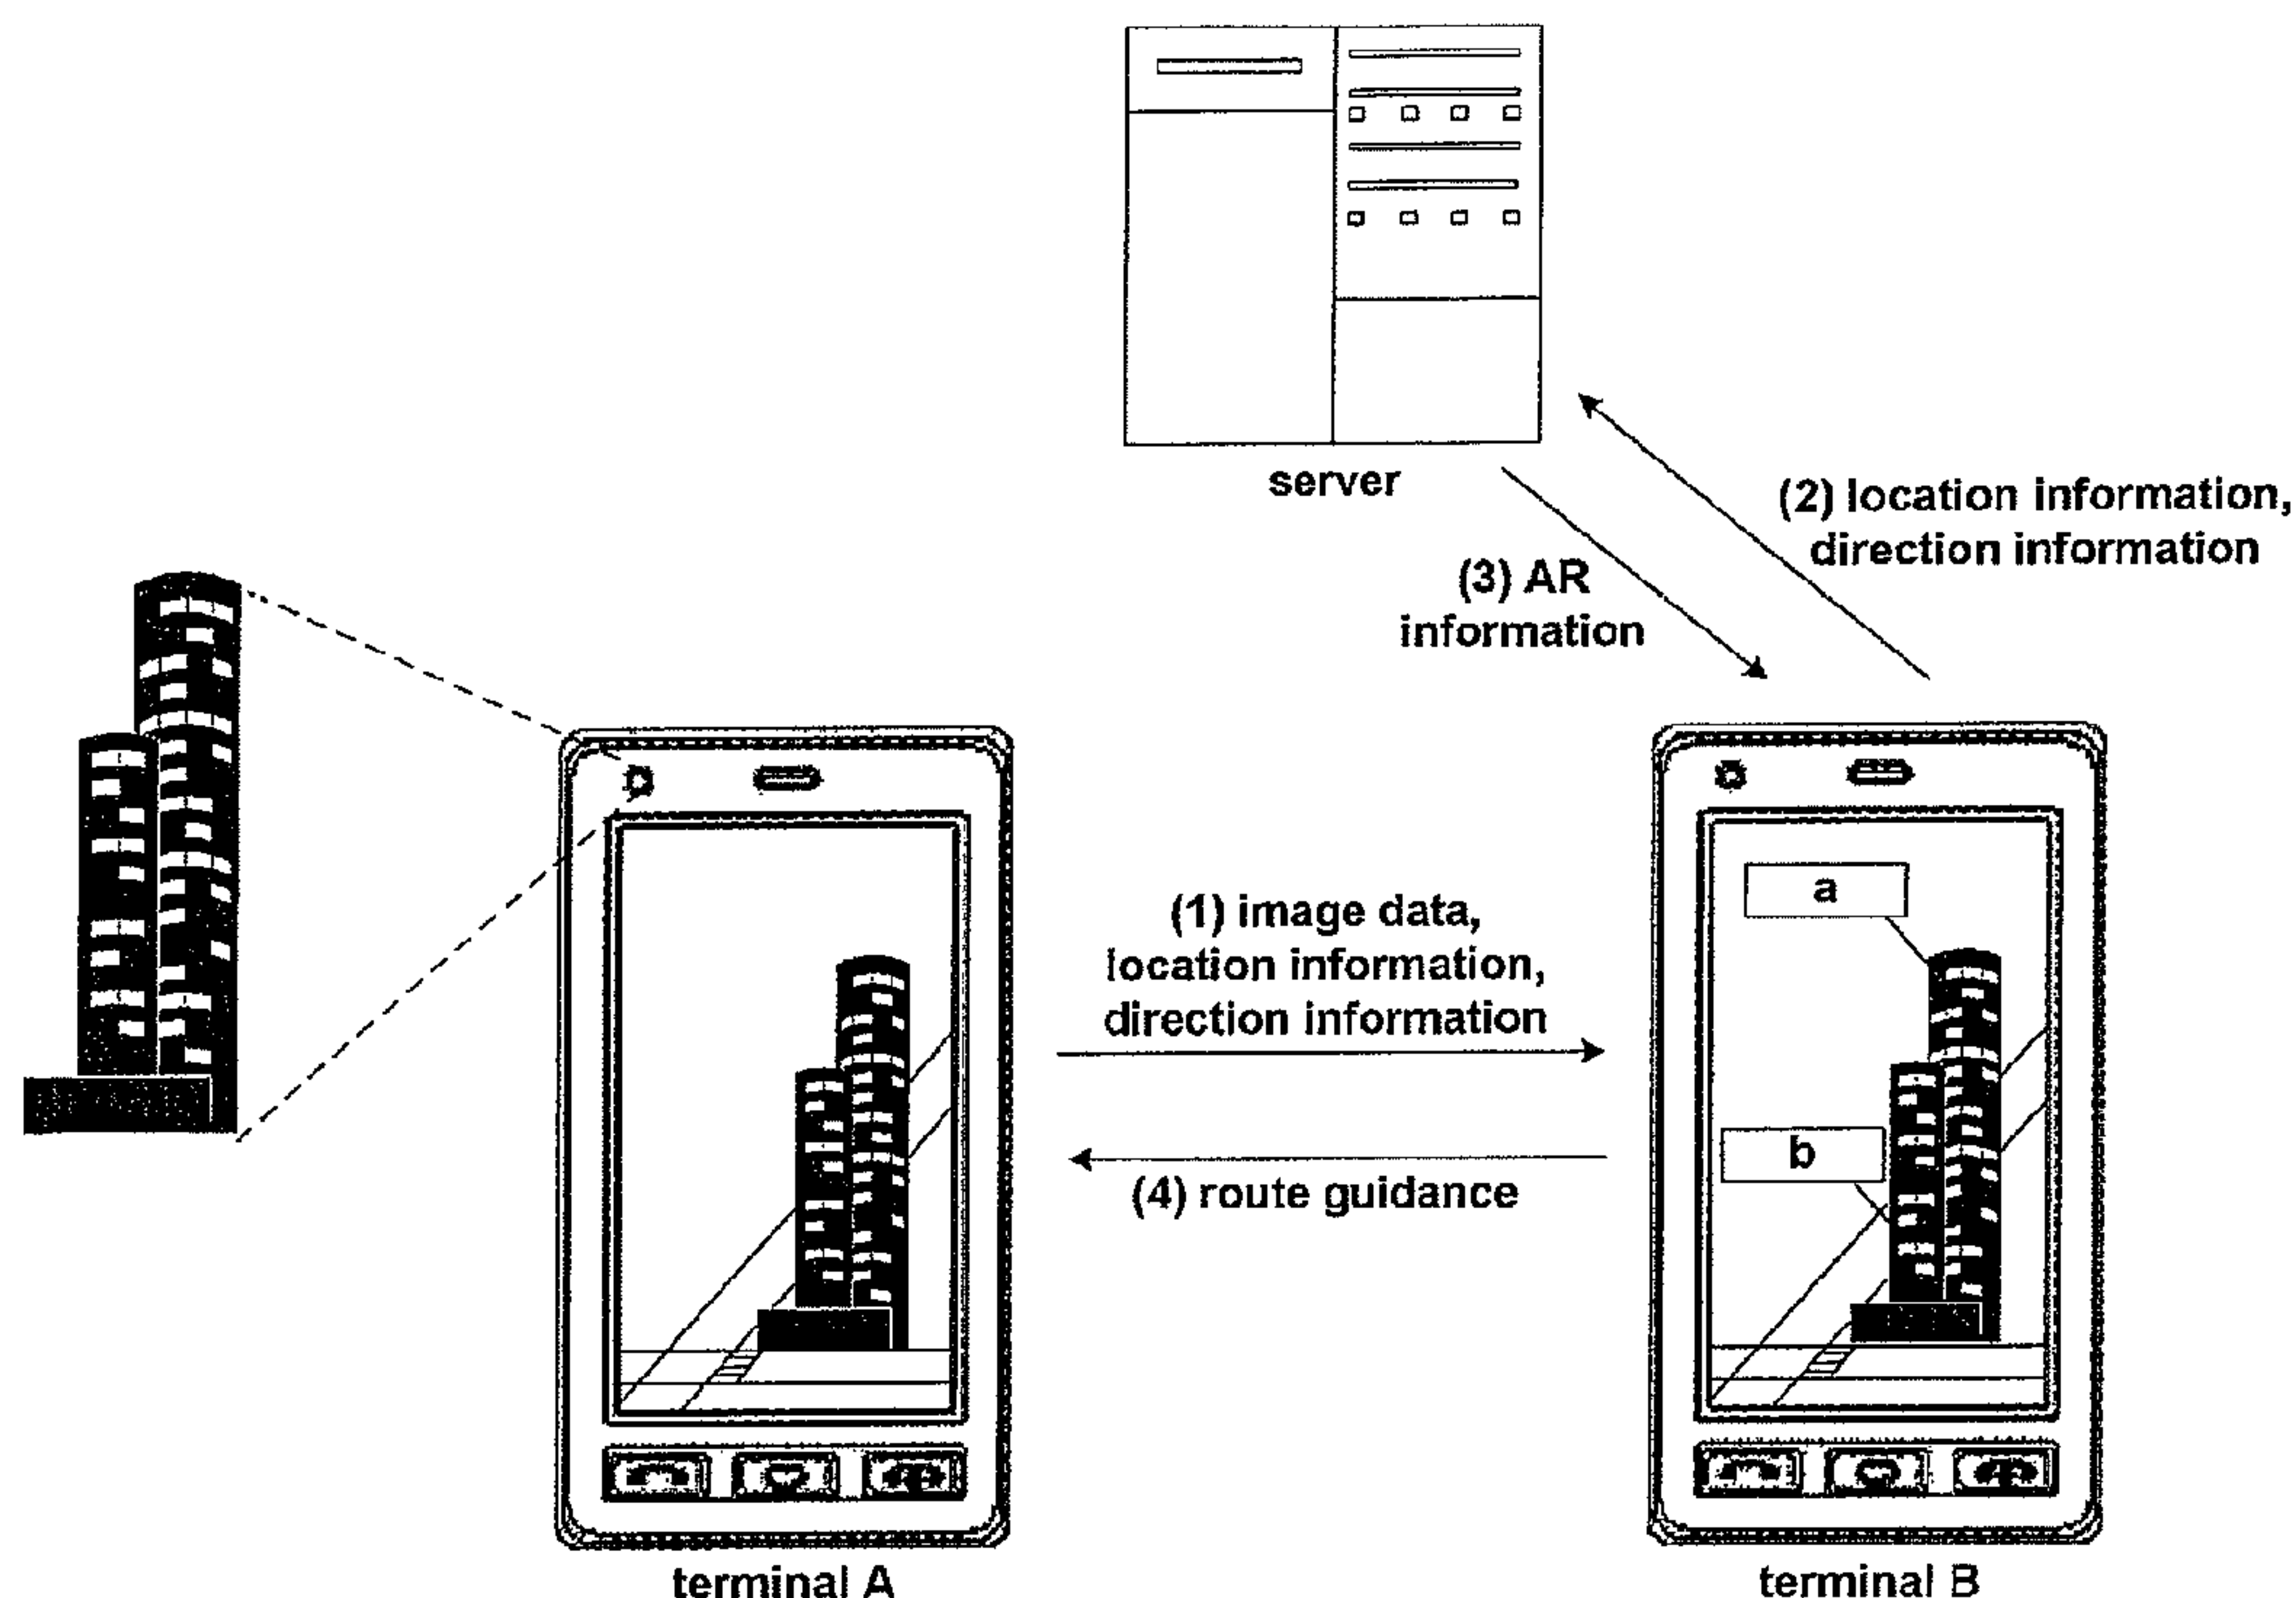 server
(2) location information,
direction information
(3) AR
information
(1) image data,
location information,
direction information
(4) route guidance
a
b
terminal A
terminal B